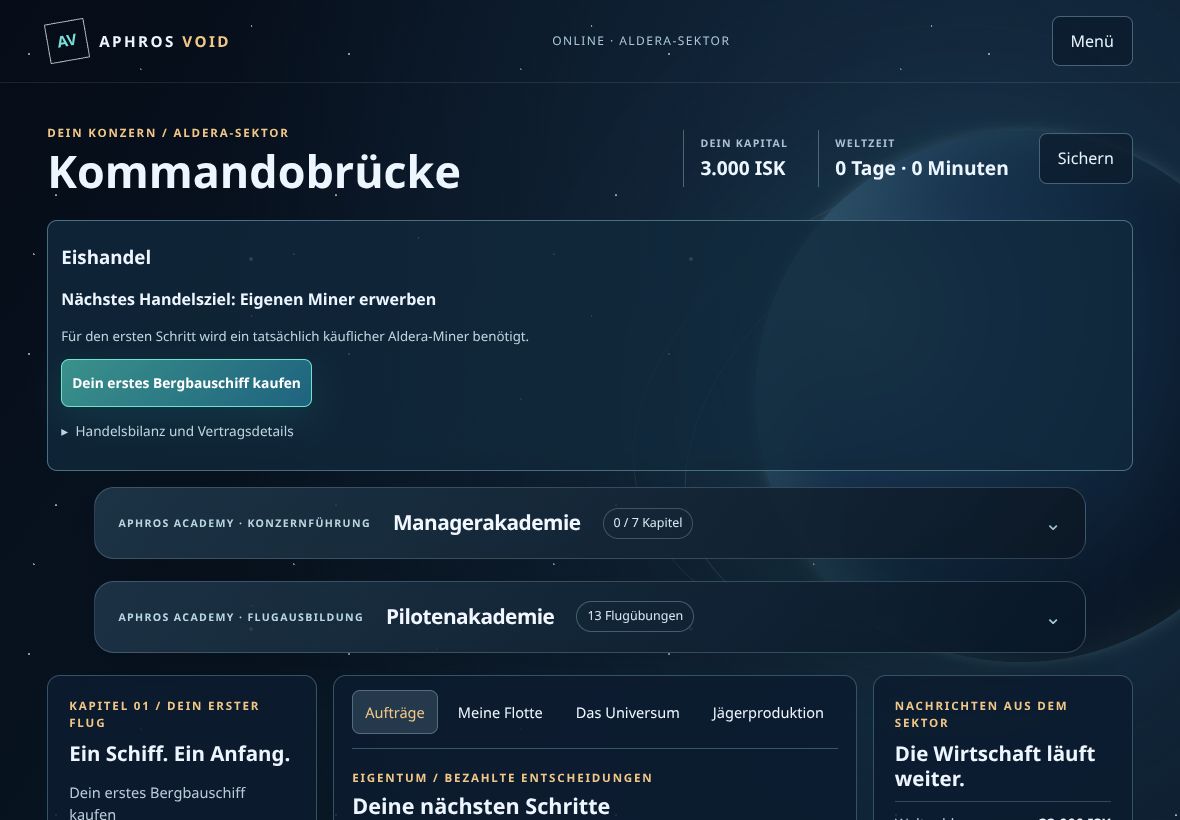 AV APHROS VOID
ONLINE · ALDERA-SEKTOR
Menü
DEIN KONZERN / ALDERA-SEKTOR
Kommandobrücke
DEIN KAPITAL
3.000 ISK
WELTZEIT
0 Tage · 0 Minuten
Sichern
Eishandel
Nächstes Handelsziel: Eigenen Miner erwerben
Für den ersten Schritt wird ein tatsächlich käuflicher Aldera-Miner benötigt.
Dein erstes Bergbauschiff kaufen
▸ Handelsbilanz und Vertragsdetails
APHROS ACADEMY · KONZERNFÜHRUNG Managerakademie 0 / 7 Kapitel
APHROS ACADEMY · FLUGAUSBILDUNG Pilotenakademie 13 Flugübungen
KAPITEL 01 / DEIN ERSTER
FLUG
Ein Schiff. Ein Anfang.
Dein erstes Bergbauschiff
kaufen
Aufträge Meine Flotte Das Universum Jägerproduktion
EIGENTUM / BEZAHLTE ENTSCHEIDUNGEN
Deine nächsten Schritte
NACHRICHTEN AUS DEM
SEKTOR
Die Wirtschaft läuft
weiter.